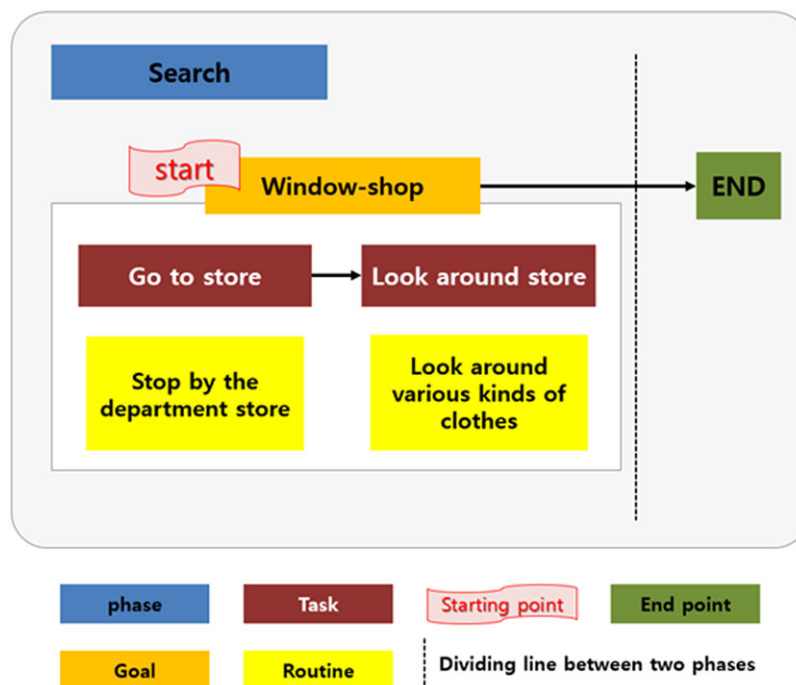 Search
start
Window-shop
END
Go to store
Look around store
Stop by the
department store
Look around
various kinds of
clothes
phase
Task
Starting point
End point
Goal
Routine
Dividing line between two phases